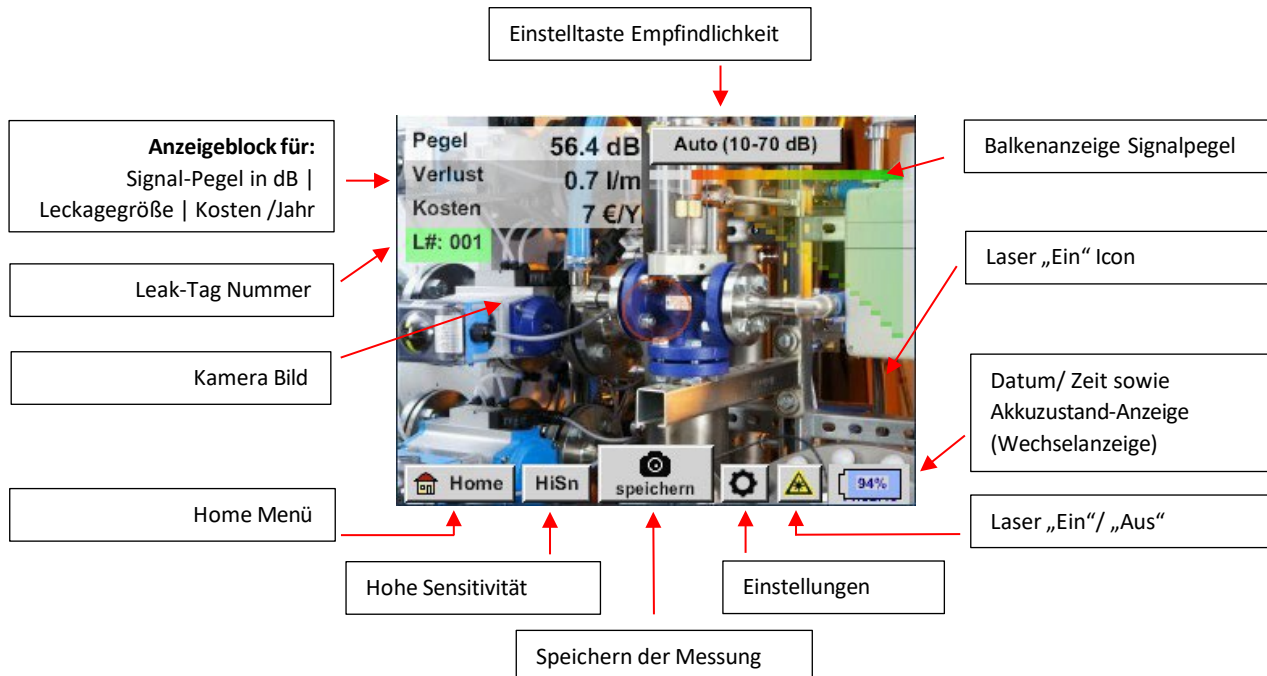 Einstelltaste Empfindlichkeit
Anzeigeblock für:
Signal-Pegel in dB |
Leckagegröße | Kosten /Jahr
Leak-Tag Nummer
Kamera Bild
Home Menü
Pegel 56.4 dB
Verlust 0.7 l/m
Kosten 7 €/Y
L#: 001
Auto (10-70 dB)
Home
HiSn
speichern
94%
Balkenanzeige Signalpegel
Laser „Ein“ Icon
Datum/ Zeit sowie
Akkuzustand-Anzeige
(Wechselanzeige)
Laser „Ein“/ „Aus“
Hohe Sensitivität
Einstellungen
Speichern der Messung